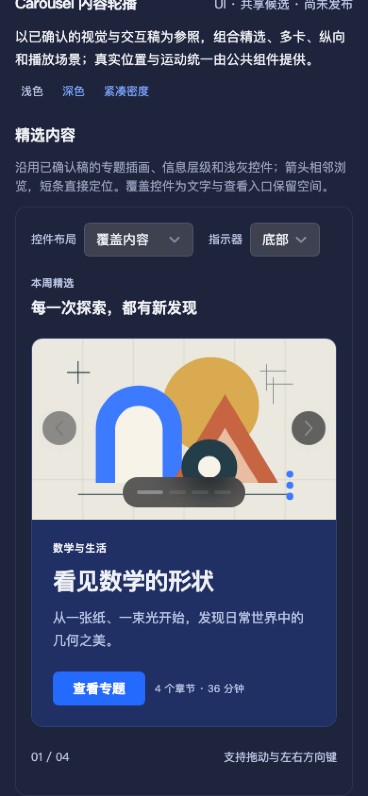 Carousel 内容轮播
UI · 共享候选 · 尚未发布
以已确认的视觉与交互稿为参照，组合精选、多卡、纵向
和播放场景；真实位置与运动统一由公共组件提供。
浅色 深色 紧凑密度
精选内容
沿用已确认稿的专题插画、信息层级和浅灰控件；箭头相邻浏
览，短条直接定位。覆盖控件为文字与查看入口保留空间。
控件布局 覆盖内容 指示器 底部
本周精选
每一次探索，都有新发现
数学与生活
看见数学的形状
从一张纸、一束光开始，发现日常世界中的
几何之美。
查看专题 4 个章节 · 36 分钟
01 / 04 支持拖动与左右方向键